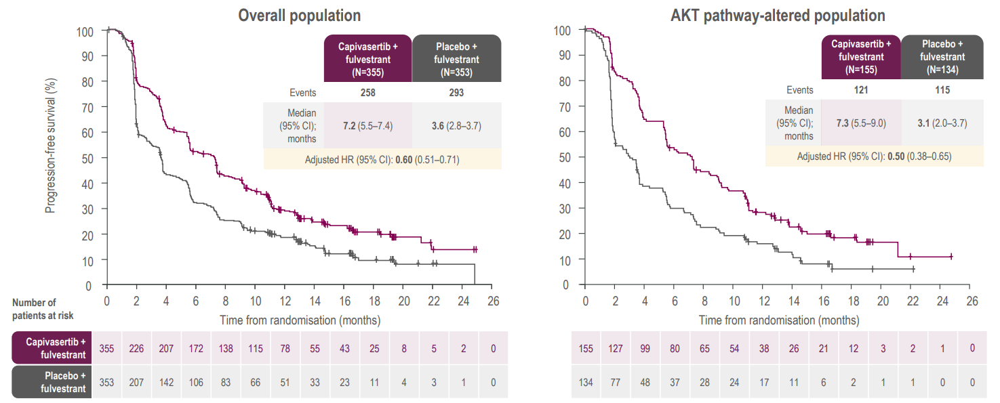 Overall population
Progression-free survival (%)
100
90
80
70
60
50
40
30
20
10
0
Capivasertib +
fulvestrant
(N=355)
Placebo +
fulvestrant
(N=353)
Events 258 293
Median
(95% CI);
months
7.2 (5.5–7.4) 3.6 (2.8–3.7)
Adjusted HR (95% CI): 0.60 (0.51–0.71)
0 2 4 6 8 10 12 14 16 18 20 22 24 26
Time from randomisation (months)
AKT pathway-altered population
100
90
80
70
60
50
40
30
20
10
0
Capivasertib +
fulvestrant
(N=155)
Placebo +
fulvestrant
(N=134)
Events 121 115
Median
(95% CI);
months
7.3 (5.5–9.0) 3.1 (2.0–3.7)
Adjusted HR (95% CI): 0.50 (0.38–0.65)
0 2 4 6 8 10 12 14 16 18 20 22 24 26
Time from randomisation (months)
Number of
patients at risk
Capivasertib +
fulvestrant
355 226 207 172 138 115 78 55 43 25 8 5 2 0
155 127 99 80 65 54 38 26 21 12 3 2 1 0
Placebo +
fulvestrant
353 207 142 106 83 66 51 33 23 11 4 3 1 0
134 77 48 37 28 24 17 11 6 2 1 1 0 0